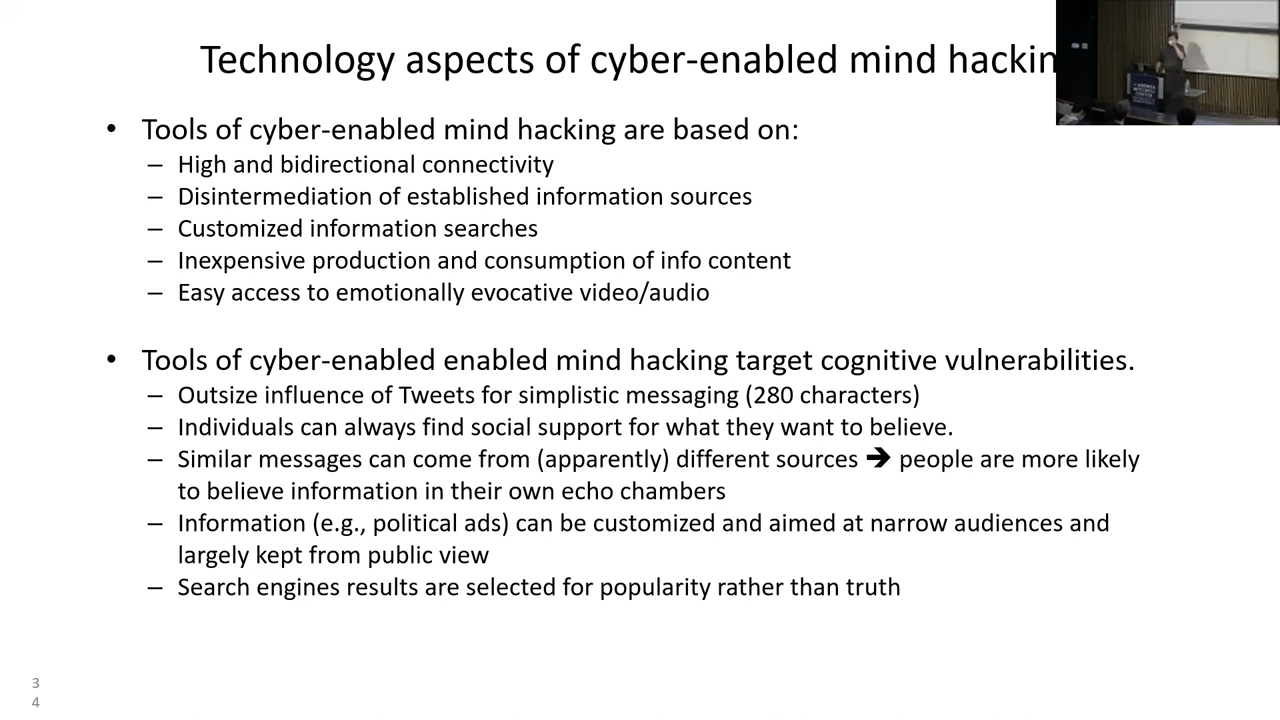 Technology aspects of cyber-enabled mind hackin
• Tools of cyber-enabled mind hacking are based on:
– High and bidirectional connectivity
– Disintermediation of established information sources
– Customized information searches
– Inexpensive production and consumption of info content
– Easy access to emotionally evocative video/audio
• Tools of cyber-enabled enabled mind hacking target cognitive vulnerabilities.
– Outsize influence of Tweets for simplistic messaging (280 characters)
– Individuals can always find social support for what they want to believe.
– Similar messages can come from (apparently) different sources ➔ people are more likely
to believe information in their own echo chambers
– Information (e.g., political ads) can be customized and aimed at narrow audiences and
largely kept from public view
– Search engines results are selected for popularity rather than truth
3
4